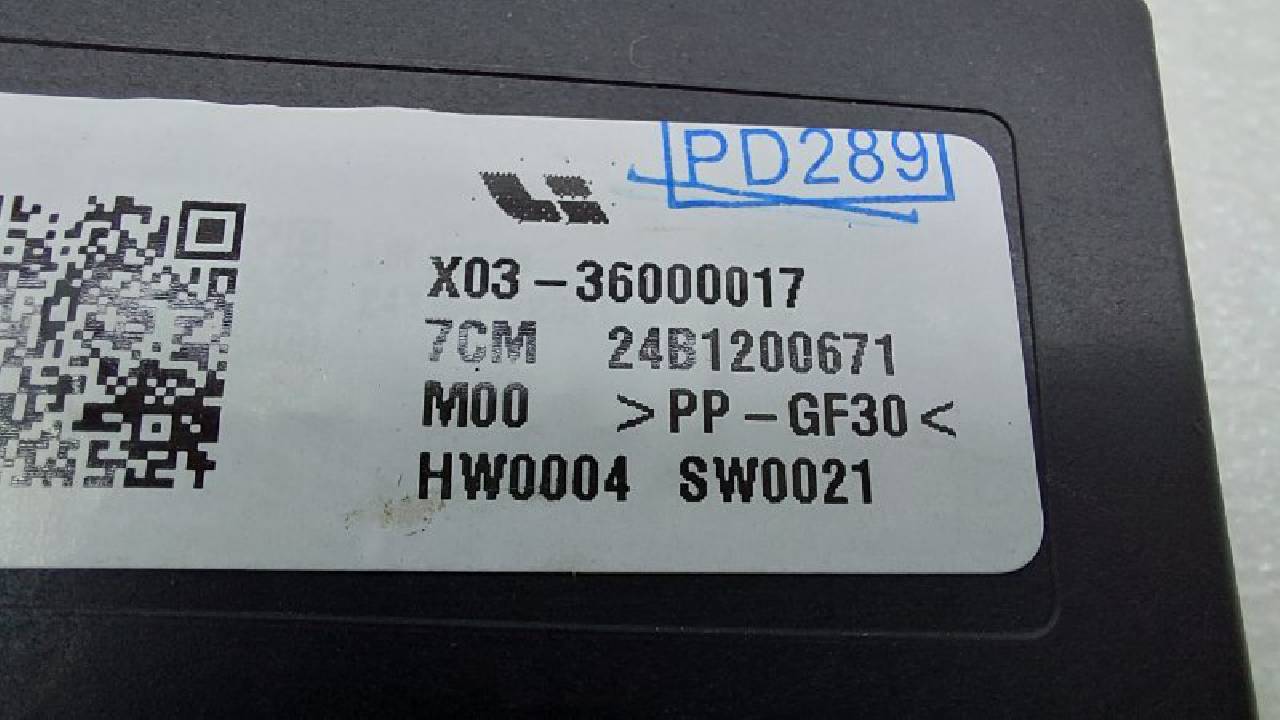 PD289
X03-36000017
7CM 24B1200671
M00 >PP-GF30<
HW0004 SW0021